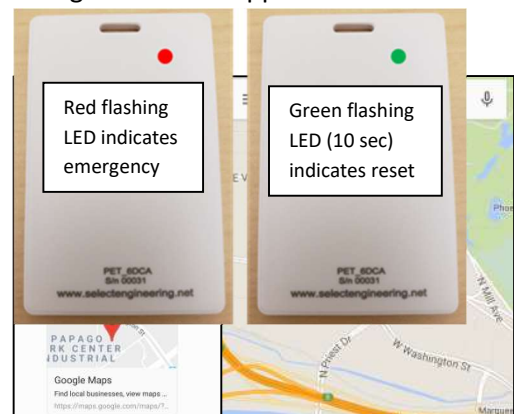 Red flashing
LED indicates
emergency
Green flashing
LED (10 sec)
indicates reset
PET_6DCA
S/n 00031
www.selectengineering.net
PET_6DCA
S/n 00031
www.selectengineering.net
PAPAGO
RK CENTER
NDUSTRIAL
Google Maps
Find local businesses, view maps ...
https://maps.google.com/maps/?...
N Priest Dr
W Washington St
N Mill Ave
Phoe
Marquee